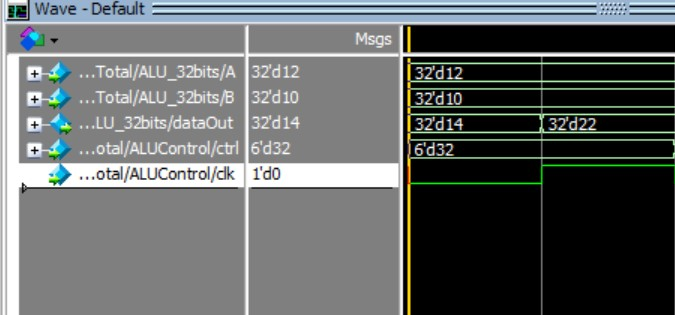 Wave - Default
Msgs
...Total/ALU_32bits/A 32'd12 32'd12
...Total/ALU_32bits/B 32'd10 32'd10
...LU_32bits/dataOut 32'd14 32'd14 32'd22
...otal/ALUControl/ctrl 6'd32 6'd32
...otal/ALUControl/clk 1'd0